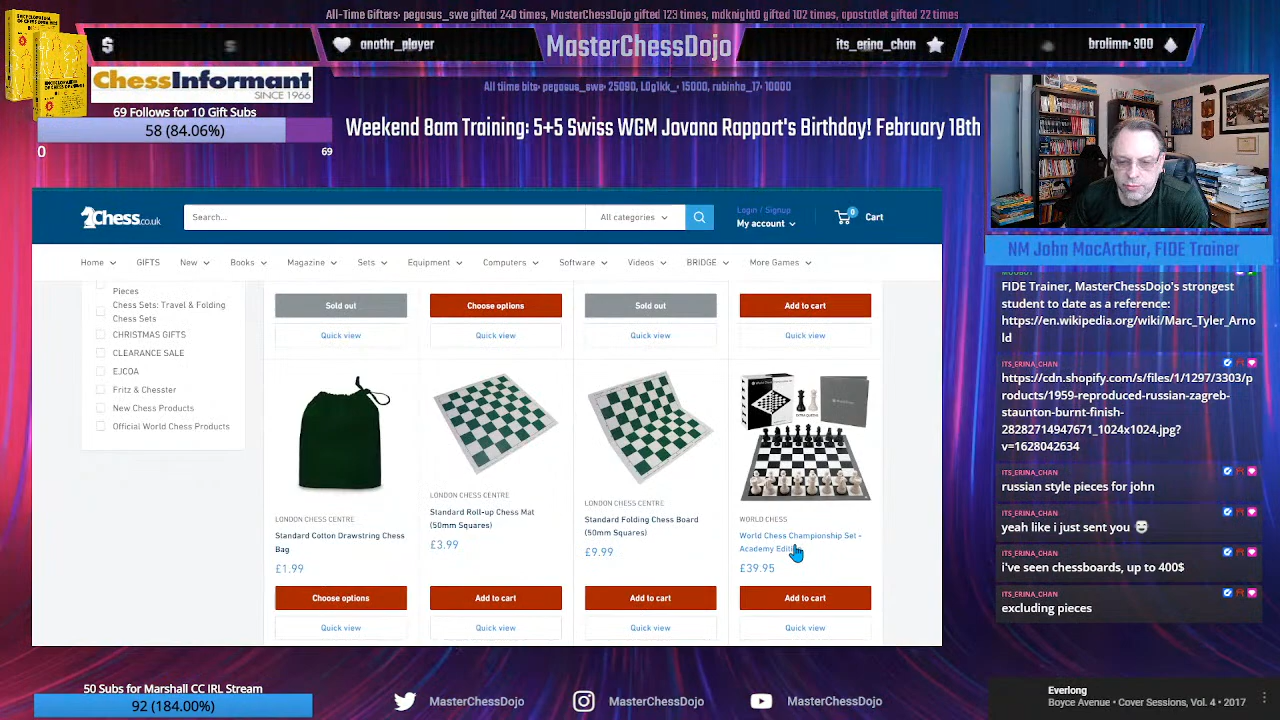 All-Time Gifters• pegasus_swe gifted 240 times, MasterChessDojo gifted 123 times, mdknight0 gifted 102 times, apostatlet gifted 22 times
$
$
anothr_player
MasterChessDojo
its_erina_chan
brolimn• 300
ChessInformant
SINCE 1966
All tiime bits• pegasus_swe• 25090, L0g1kk_• 15000, rubinho_17• 10000
69 Follows for 10 Gift Subs
58 (84.06%)
0
69
Weekend 8am Training: 5+5 Swiss WGM Jovana Rapport's Birthday! February 18th
Chess.co.uk
Search...
All categories
Login / Signup
My account
0
Cart
Home
GIFTS
New
Books
Magazine
Sets
Equipment
Computers
Software
Videos
BRIDGE
More Games
Pieces
Chess Sets: Travel & Folding
Chess Sets
CHRISTMAS GIFTS
CLEARANCE SALE
EJCOA
Fritz & Chesster
New Chess Products
Official World Chess Products
Sold out
Choose options
Sold out
Add to cart
Quick view
Quick view
Quick view
Quick view
LONDON CHESS CENTRE
Standard Cotton Drawstring Chess
Bag
£1.99
Choose options
Quick view
LONDON CHESS CENTRE
Standard Roll-up Chess Mat
(50mm Squares)
£3.99
Add to cart
Quick view
LONDON CHESS CENTRE
Standard Folding Chess Board
(50mm Squares)
£9.99
Add to cart
Quick view
WORLD CHESS
World Chess Championship Set -
Academy Edition
£39.95
Add to cart
Quick view
NM John MacArthur, FIDE Trainer
FIDE Trainer, MasterChessDojo's strongest
student to date as a reference:
https://en.wikipedia.org/wiki/Marc_Tyler_Arno
ld
ITS_ERINA_CHAN
https://cdn.shopify.com/s/files/1/1297/3303/p
roducts/1959-reproduced-russian-zagreb-
staunton-burnt-finish-
28282714947671_1024x1024.jpg?
v=1628042634
ITS_ERINA_CHAN
russian style pieces for john
ITS_ERINA_CHAN
yeah like i just sent you
ITS_ERINA_CHAN
i've seen chessboards, up to 400$
ITS_ERINA_CHAN
excluding pieces
50 Subs for Marshall CC IRL Stream
92 (184.00%)
MasterChessDojo
MasterChessDojo
MasterChessDojo
Everlong
Boyce Avenue • Cover Sessions, Vol. 4 • 2017